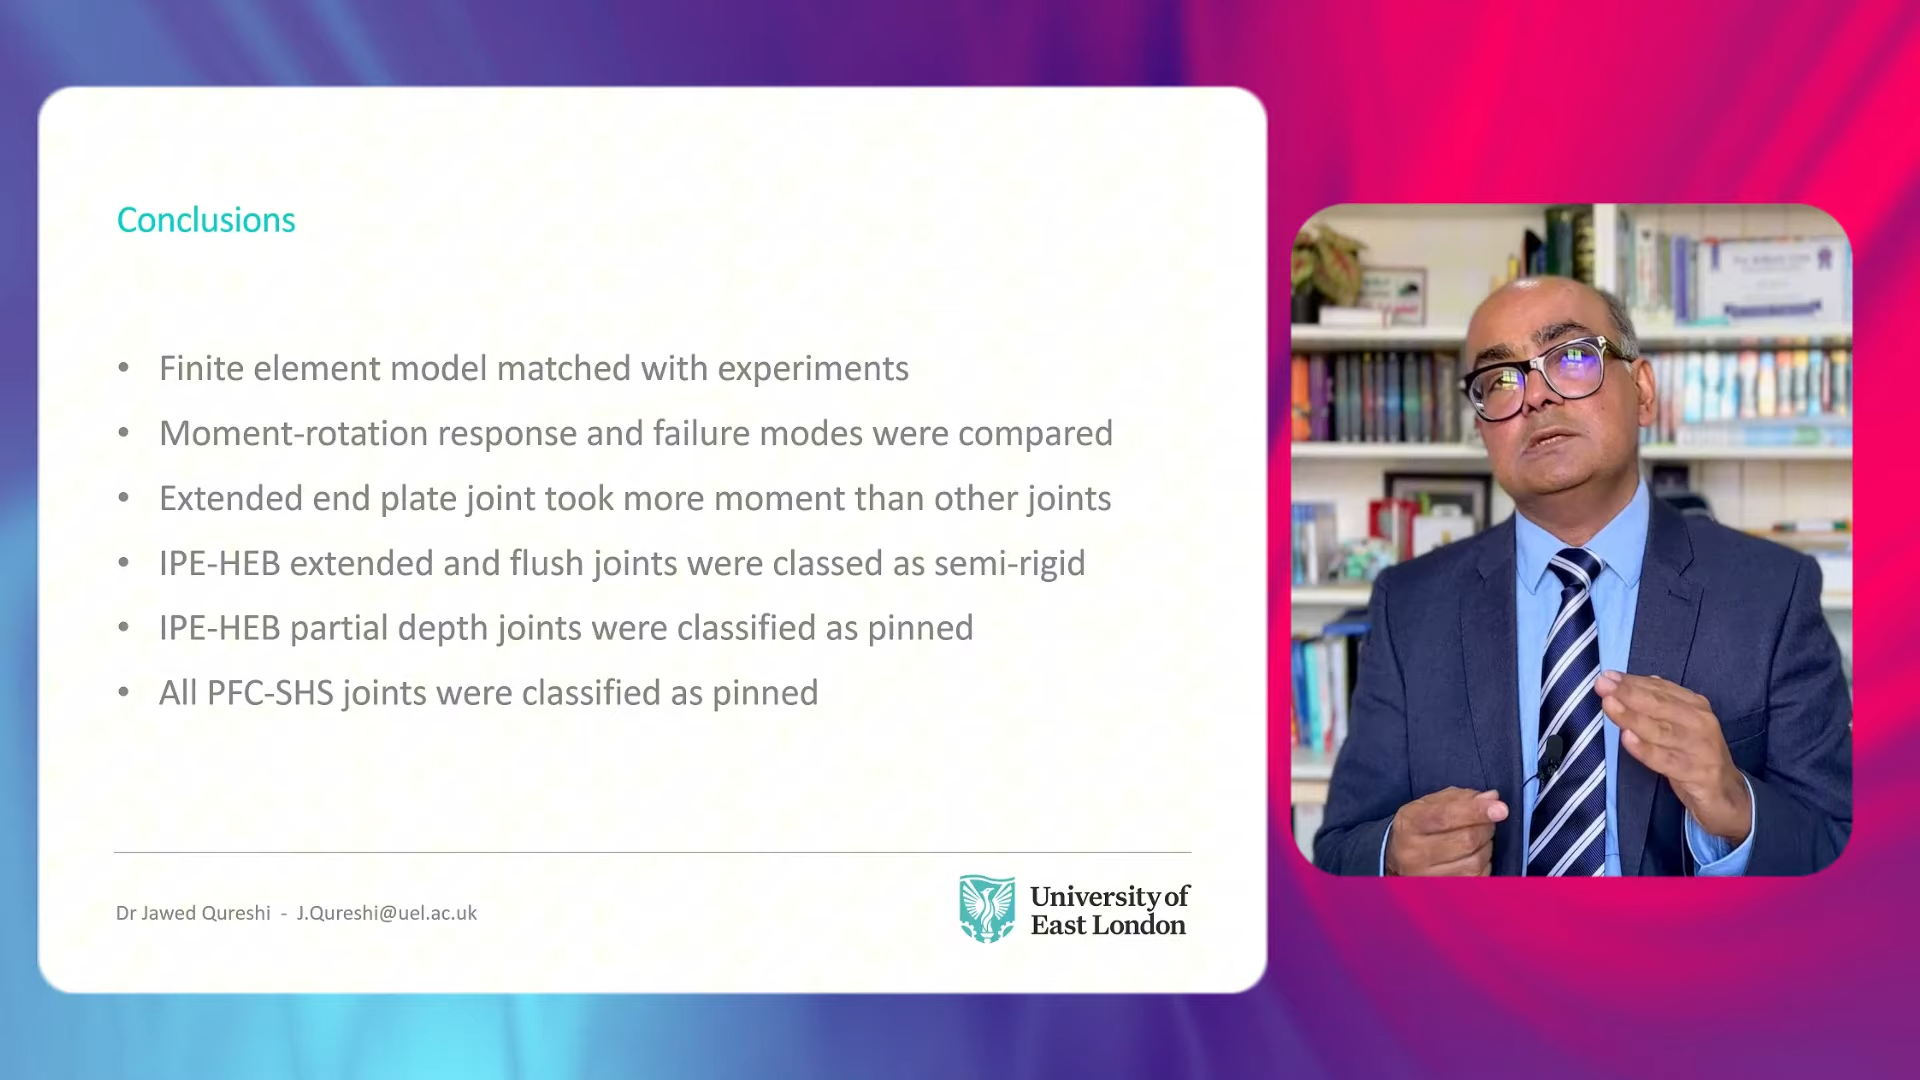 Conclusions
• Finite element model matched with experiments
• Moment-rotation response and failure modes were compared
• Extended end plate joint took more moment than other joints
• IPE-HEB extended and flush joints were classed as semi-rigid
• IPE-HEB partial depth joints were classified as pinned
• All PFC-SHS joints were classified as pinned
Dr Jawed Qureshi - J.Qureshi@uel.ac.uk
University of
East London